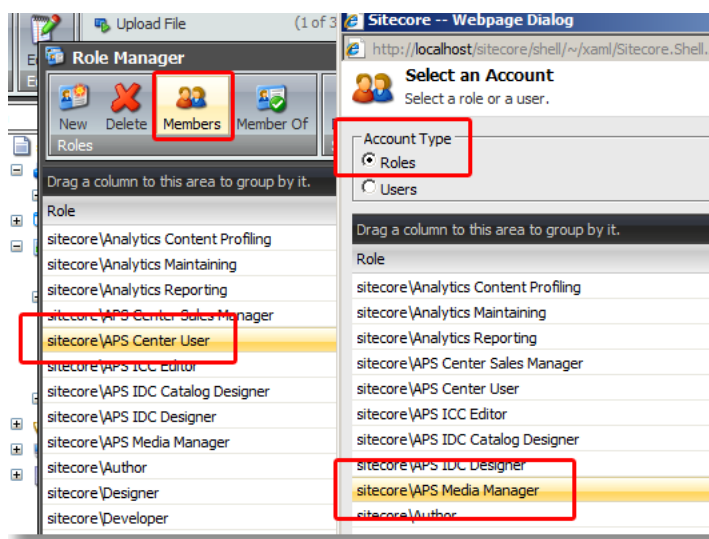 Upload File
(1 of 3
Role Manager
New
Delete
Members
Member Of
Roles
Drag a column to this area to group by it.
Role
sitecore\Analytics Content Profiling
sitecore\Analytics Maintaining
sitecore\Analytics Reporting
sitecore\APS Center Sales Manager
sitecore\APS Center User
sitecore\APS ICC Editor
sitecore\APS IDC Catalog Designer
sitecore\APS IDC Designer
sitecore\APS Media Manager
sitecore\Author
sitecore\Designer
sitecore\Developer
Sitecore -- Webpage Dialog
http://localhost/sitecore/shell/~/xaml/Sitecore.Shell.
Select an Account
Select a role or a user.
Account Type
Roles
Users
Drag a column to this area to group by it.
Role
sitecore\Analytics Content Profiling
sitecore\Analytics Maintaining
sitecore\Analytics Reporting
sitecore\APS Center Sales Manager
sitecore\APS Center User
sitecore\APS ICC Editor
sitecore\APS IDC Catalog Designer
sitecore\APS IDC Designer
sitecore\APS Media Manager
sitecore\Author